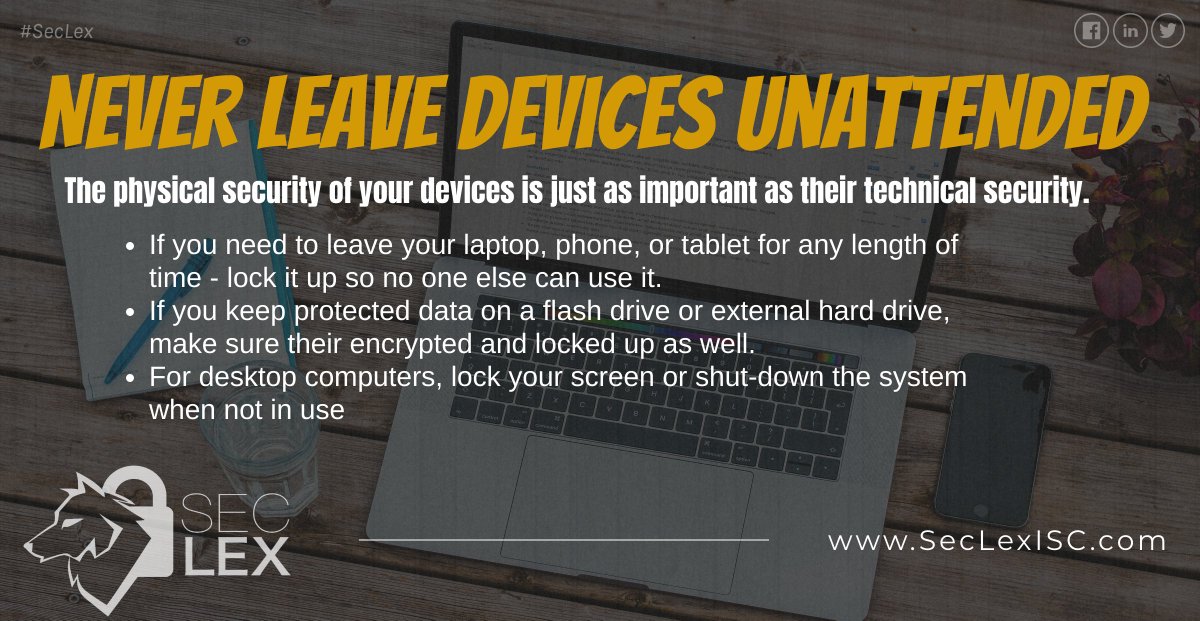 #SecLex
NEVER LEAVE DEVICES UNATTENDED
The physical security of your devices is just as important as their technical security.
• If you need to leave your laptop, phone, or tablet for any length of
time - lock it up so no one else can use it.
• If you keep protected data on a flash drive or external hard drive,
make sure their encrypted and locked up as well.
• For desktop computers, lock your screen or shut-down the system
when not in use
SEC
LEX
www.SecLexISC.com